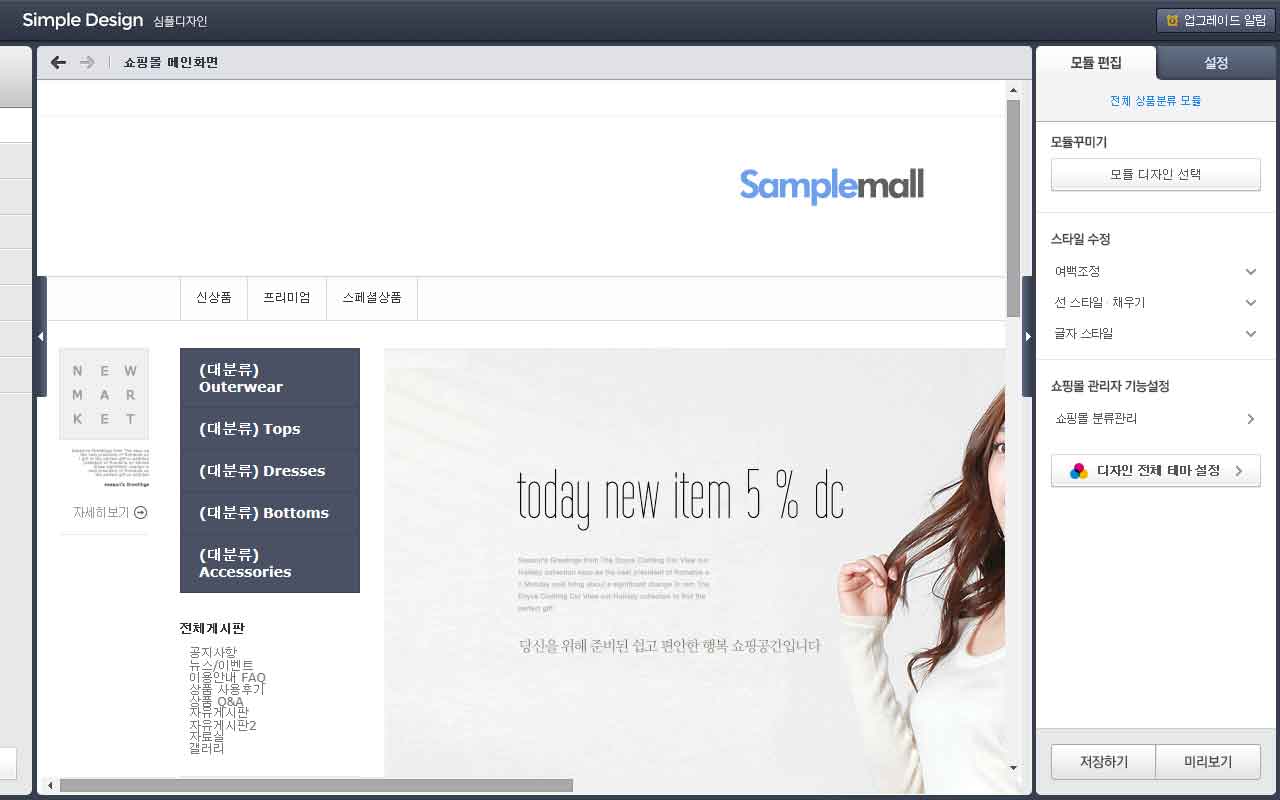 Simple Design 심플디자인
업그레이드 알림
쇼핑몰 메인화면
모듈 편집
설정
전체 상품분류 모듈
모듈꾸미기
모듈 디자인 선택
스타일 수정
여백조정
선 스타일 · 채우기
글자 스타일
쇼핑몰 관리자 기능설정
쇼핑몰 분류관리
디자인 전체 테마 설정
저장하기
미리보기
Samplemall
신상품
프리미엄
스페셜상품
N E W
M A R
K E T
season's Greetings
자세히보기
(대분류)
Outerwear
(대분류) Tops
(대분류) Dresses
(대분류) Bottoms
(대분류)
Accessories
전체게시판
공지사항
뉴스/이벤트
이용안내 FAQ
상품 사용후기
상품 Q&A
자유게시판
자유게시판2
자료실
갤러리
today new item 5 % dc
perfect gift
당신을 위해 준비된 쉽고 편안한 행복 쇼핑공간입니다